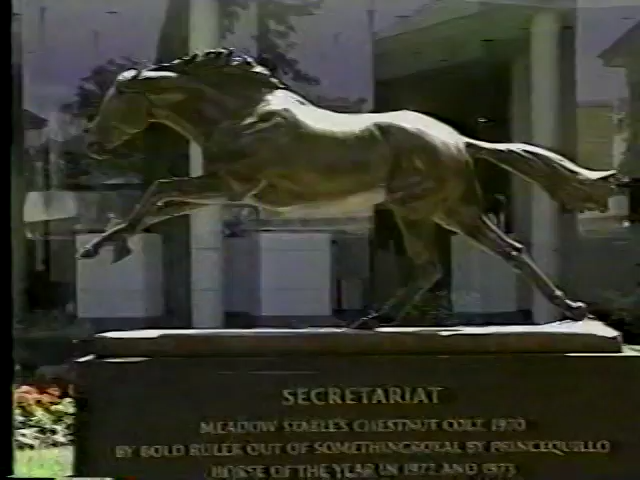 SECRETARIAT
MEADOW STABLE'S CHESTNUT COLT, 1970
BY BOLD RULER OUT OF SOMETHINGROYAL BY PRINCEQUILLO
HORSE OF THE YEAR IN 1972 AND 1973